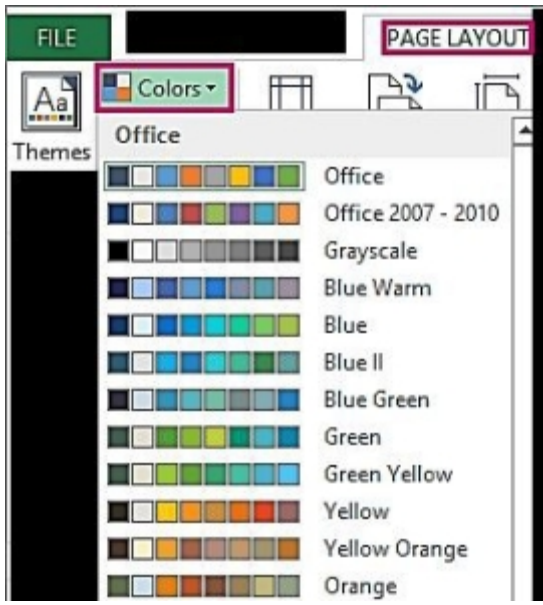 FILE
PAGE LAYOUT
Aa
Colors
Themes
Office
Office
Office 2007 - 2010
Grayscale
Blue Warm
Blue
Blue II
Blue Green
Green
Green Yellow
Yellow
Yellow Orange
Orange